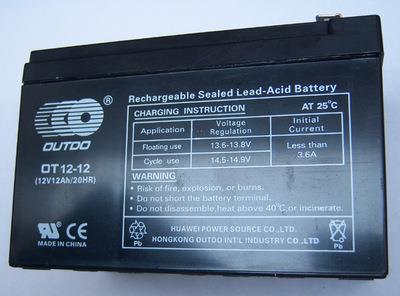 Rechargeable Sealed Lead-Acid Battery
CHARGING INSTRUCTION AT 25°C
Application Voltage Regulation Initial Current
Floating use 13.6-13.8V Less than 3.6A
Cycle use 14.5-14.9V
®
OUTDO
OT 12-12
(12V12Ah/20HR)
WARNING
• Risk of fire, explosion, or burns.
• Do not short the battery terminal.
• Do not disassemble,heat above 40°C,or incinerate.
CE
MADE IN CHINA
Pb
HUAWEI POWER SOURCE CO.,LTD.
HONGKONG OUTDO INT'L INDUSTRY CO.,LTD